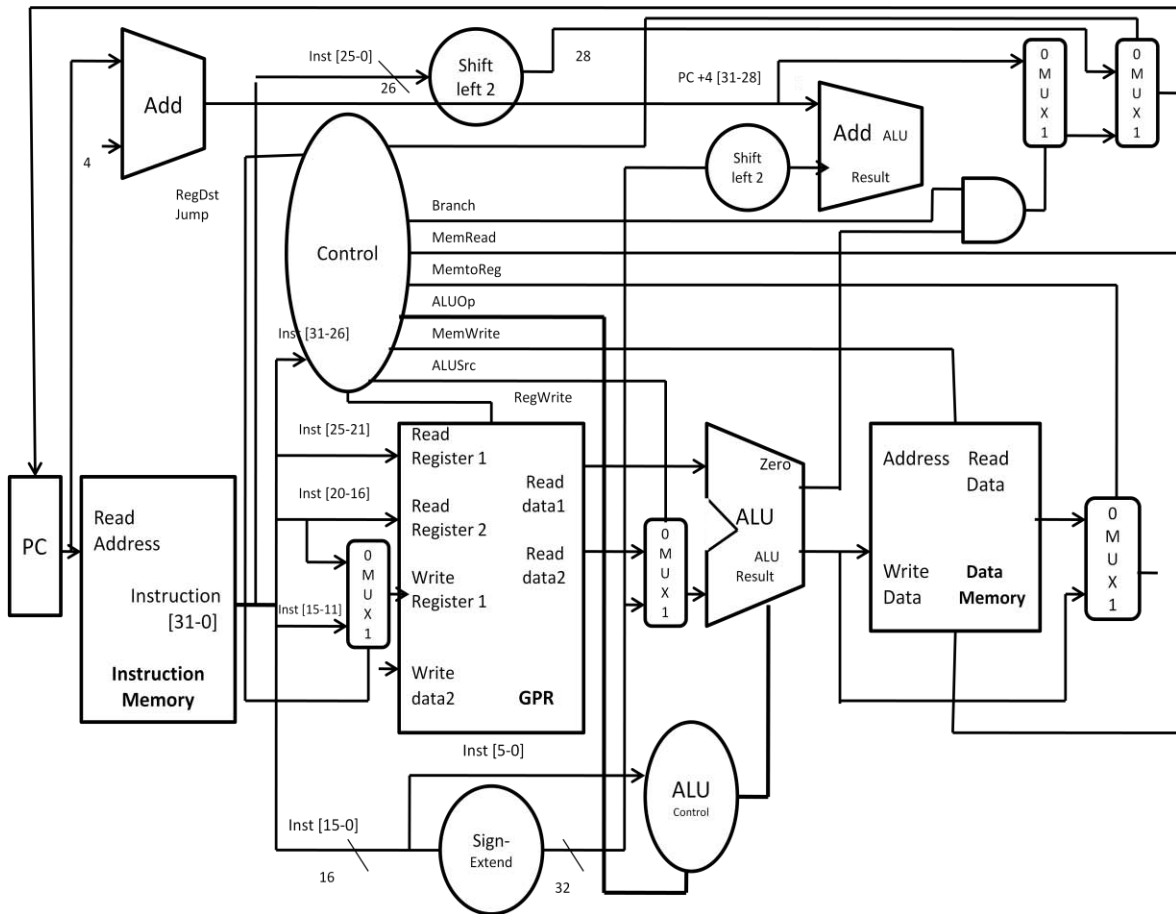 Inst [25-0]
26
Shift
left 2
28
PC +4 [31-28]
0
M
U
X
1
0
M
U
X
1
Add
4
Add ALU
Result
Shift
left 2
RegDst
Jump
Control
Branch
MemRead
MemtoReg
ALUOp
MemWrite
ALUSrc
RegWrite
Inst [31-26]
Inst [25-21]
Inst [20-16]
Inst [15-11]
PC
Read
Address
Instruction
[31-0]
Instruction
Memory
0
M
U
X
1
Read
Register 1
Read
Register 2
Write
Register 1
Write
data2
Read
data1
Read
data2
GPR
0
M
U
X
1
Zero
ALU
ALU
Result
Address
Read
Data
Write
Data
Data
Memory
0
M
U
X
1
Inst [5-0]
ALU
Control
Inst [15-0]
16
Sign-
Extend
32